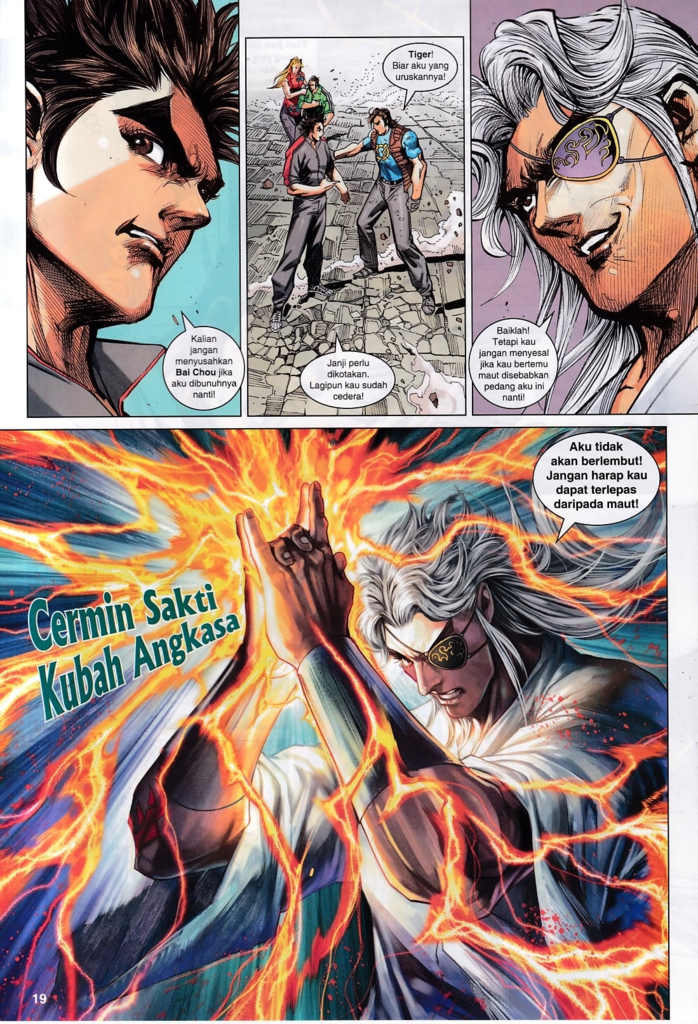 Kalian
jangan
menyusahkan
Bai Chou jika
aku dibunuhnya
nanti!
Tiger!
Biar aku yang
uruskannya!
Janji perlu
dikotakan.
Lagipun kau sudah
cedera!
Baiklah!
Tetapi kau
jangan menyesal
jika kau bertemu
maut disebabkan
pedang aku ini
nanti!
Aku tidak
akan berlembut!
Jangan harap kau
dapat terlepas
daripada maut!
Cermin Sakti
Kubah Angkasa
19